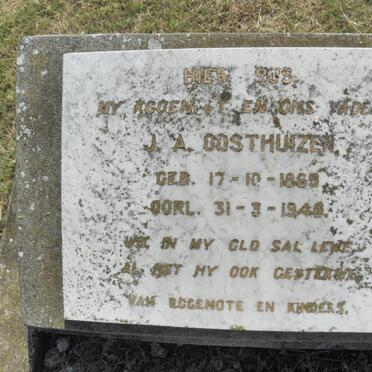 HIER RUS
MY EGGENOOT EN ONS VADER
J. A. OOSTHUIZEN
GEB. 17-10-1865
OORL. 31-3-1948.
WIE IN MY GLO SAL LEWE
AL HET HY OOK GESTERWE
VAN EGGENOTE EN KINDERS.